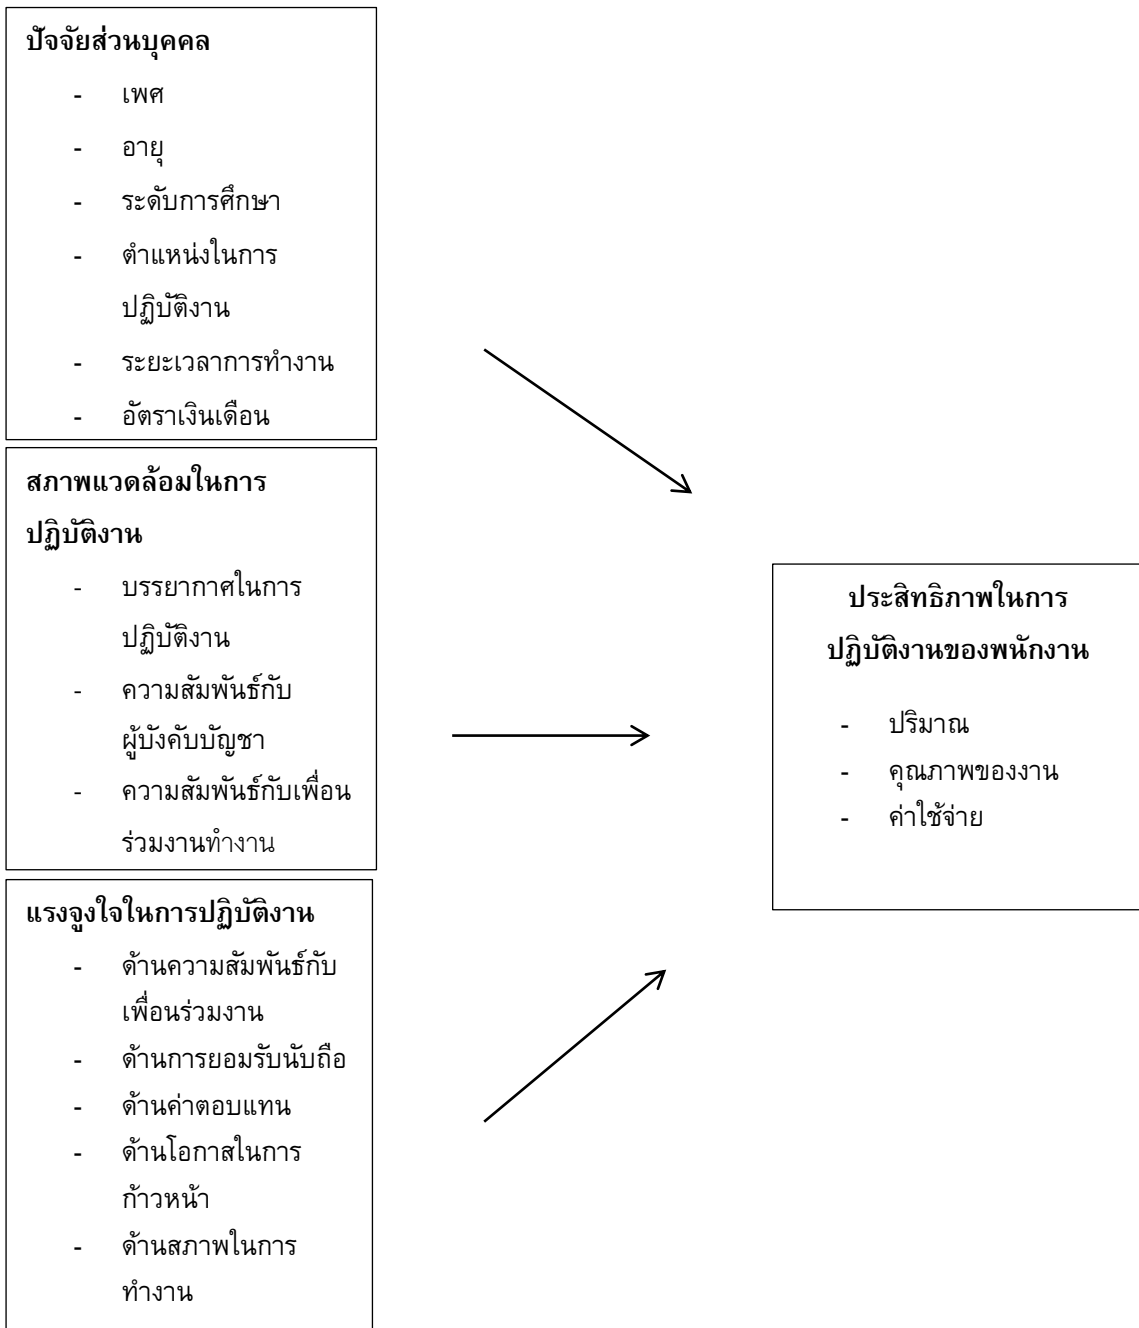 ปัจจัยส่วนบุคคล
- เพศ
- อายุ
- ระดับการศึกษา
- ตำแหน่งในการ
ปฏิบัติงาน
- ระยะเวลาการทำงาน
- อัตราเงินเดือน
สภาพแวดล้อมในการ
ปฏิบัติงาน
- บรรยากาศในการ
ปฏิบัติงาน
- ความสัมพันธ์กับ
ผู้บังคับบัญชา
- ความสัมพันธ์กับเพื่อน
ร่วมงานทำงาน
แรงจูงใจในการปฏิบัติงาน
- ด้านความสัมพันธ์กับ
เพื่อนร่วมงาน
- ด้านการยอมรับนับถือ
- ด้านค่าตอบแทน
- ด้านโอกาสในการ
ก้าวหน้า
- ด้านสภาพในการ
ทำงาน
ประสิทธิภาพในการ
ปฏิบัติงานของพนักงาน
- ปริมาณ
- คุณภาพของงาน
- ค่าใช้จ่าย